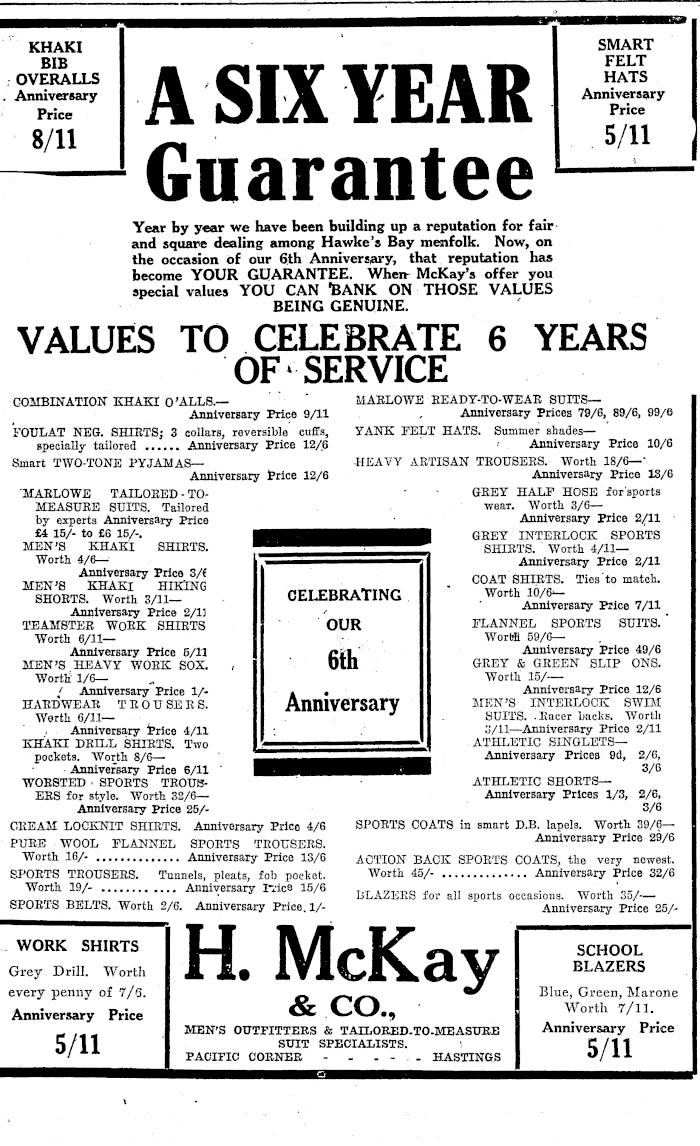 KHAKI
BIB
OVERALLS
Anniversary
Price
8/11
SMART
FELT
HATS
Anniversary
Price
5/11
A SIX YEAR
Guarantee
Year by year we have been building up a reputation for fair
and square dealing among Hawke's Bay menfolk. Now, on
the occasion of our 6th Anniversary, that reputation has
become YOUR GUARANTEE. When McKay's offer you
special values YOU CAN BANK ON THOSE VALUES
BEING GENUINE.
VALUES TO CELEBRATE 6 YEARS
OF SERVICE
COMBINATION KHAKI O'ALLS.—
Anniversary Price 9/11
FOULAT NEG. SHIRTS; 3 collars, reversible cuffs,
specially tailored ...... Anniversary Price 12/6
Smart TWO-TONE PYJAMAS—
Anniversary Price 12/6
MARLOWE TAILORED-TO-
MEASURE SUITS. Tailored
by experts Anniversary Price
£4 15/- to £6 15/-.
MEN'S KHAKI SHIRTS.
Worth 4/6—
Anniversary Price 3/6
MEN'S KHAKI HIKING
SHORTS. Worth 3/11—
Anniversary Price 2/11
TEAMSTER WORK SHIRTS
Worth 6/11—
Anniversary Price 5/11
MEN'S HEAVY WORK SOX.
Worth 1/6—
Anniversary Price 1/-
HARDWEAR TROUSERS.
Worth 6/11—
Anniversary Price 4/11
KHAKI DRILL SHIRTS. Two
pockets. Worth 8/6—
Anniversary Price 6/11
WORSTED SPORTS TROUS-
ERS for style. Worth 32/6—
Anniversary Price 25/-
CREAM LOCKNIT SHIRTS. Anniversary Price 4/6
PURE WOOL FLANNEL SPORTS TROUSERS.
Worth 16/- ............. Anniversary Price 13/6
SPORTS TROUSERS. Tunnels, pleats, fob pocket.
Worth 19/- ........... Anniversary Price 15/6
SPORTS BELTS. Worth 2/6. Anniversary Price 1/-
CELEBRATING
OUR
6th
Anniversary
MARLOWE READY-TO-WEAR SUITS—
Anniversary Prices 79/6, 89/6, 99/6
YANK FELT HATS. Summer shades—
Anniversary Price 10/6
HEAVY ARTISAN TROUSERS. Worth 18/6—
Anniversary Price 13/6
GREY HALF HOSE for sports
wear. Worth 3/6—
Anniversary Price 2/11
GREY INTERLOCK SPORTS
SHIRTS. Worth 4/11—
Anniversary Price 2/11
COAT SHIRTS. Ties to match.
Worth 10/6—
Anniversary Price 7/11
FLANNEL SPORTS SUITS.
Worth 59/6—
Anniversary Price 49/6
GREY & GREEN SLIP ONS.
Worth 15/—
Anniversary Price 12/6
MEN'S INTERLOCK SWIM
SUITS. Racer backs. Worth
3/11—Anniversary Price 2/11
ATHLETIC SINGLETS—
Anniversary Prices 9d, 2/6,
3/6
ATHLETIC SHORTS—
Anniversary Prices 1/3, 2/6,
3/6
SPORTS COATS in smart D.B. lapels. Worth 39/6—
Anniversary Price 29/6
ACTION BACK SPORTS COATS, the very newest.
Worth 45/- .............. Anniversary Price 32/6
BLAZERS for all sports occasions. Worth 35/-—
Anniversary Price 25/-
WORK SHIRTS
Grey Drill. Worth
every penny of 7/6.
Anniversary Price
5/11
H. McKay
& CO.,
MEN'S OUTFITTERS & TAILORED-TO-MEASURE
SUIT SPECIALISTS.
PACIFIC CORNER - - - - - HASTINGS
SCHOOL
BLAZERS
Blue, Green, Marone
Worth 7/11.
Anniversary Price
5/11